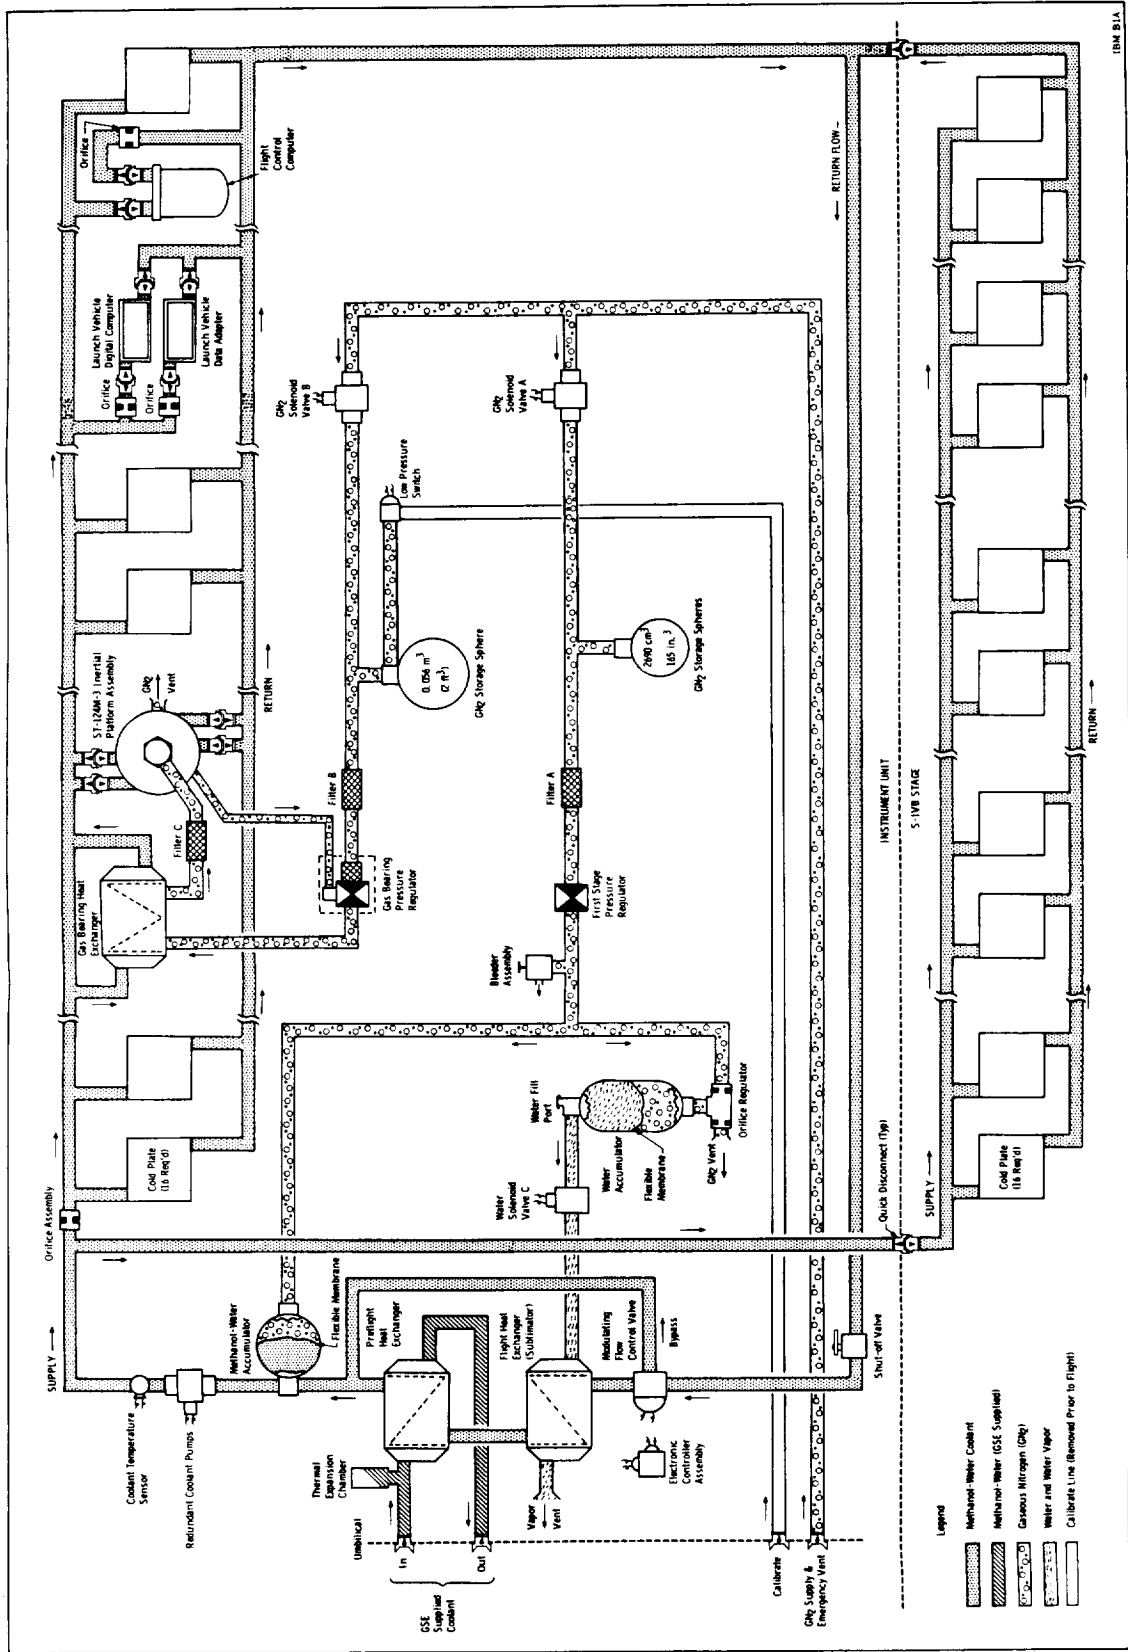 SUPPLY
Orifice Assembly
Coolant Temperature
Sensor
Redundant Coolant Pumps
Methanol-Water
Accumulator
Flexible Membrane
Thermal
Expansion
Chamber
Preflight
Heat
Exchanger
Umbilical
In
Out
GSE
Supplied
Coolant
Flight Heat
Exchanger
(Sublimator)
Vapor
Vent
Modulating
Flow
Control Valve
Bypass
Electronic
Controller
Assembly
Calibrate
GN2 Supply &
Emergency Vent
Shut-off Valve
Cold Plate
(16 Req'd)
Gas Bearing Heat
Exchanger
Filter C
ST-124M-3 Inertial
Platform Assembly
GN2
Vent
RETURN
Launch Vehicle
Digital Computer
Launch Vehicle
Data Adapter
Orifice
Orifice
Orifice
Flight
Control
Computer
Gas Bearing
Pressure
Regulator
Filter B
0.056 m3
(2 ft3)
GN2 Storage Sphere
Low Pressure
Switch
GN2
Solenoid
Valve B
GN2
Solenoid
Valve A
Bleeder
Assembly
First Stage
Pressure
Regulator
Filter A
2690 cm3
165 in.3
GN2 Storage Spheres
Water Fill
Port
Water
Solenoid
Valve C
Water
Accumulator
Flexible
Membrane
GN2 Vent
Orifice Regulator
RETURN FLOW
INSTRUMENT UNIT
S-IVB STAGE
Quick Disconnect (Typ)
SUPPLY
Cold Plate
(16 Req'd)
RETURN
Legend
Methanol-Water Coolant
Methanol-Water (GSE Supplied)
Gaseous Nitrogen (GN2)
Water and Water Vapor
Calibrate Line (Removed Prior to Flight)
IBM B1A